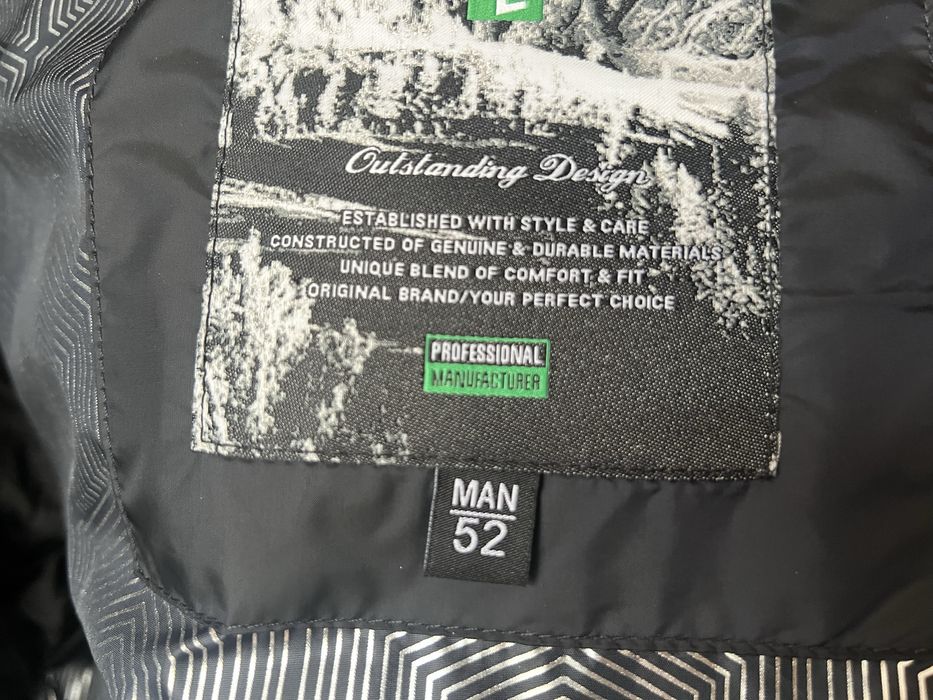 Outstanding Design
ESTABLISHED WITH STYLE & CARE
CONSTRUCTED OF GENUINE & DURABLE MATERIALS
UNIQUE BLEND OF COMFORT & FIT
ORIGINAL BRAND/YOUR PERFECT CHOICE
PROFESSIONAL
MANUFACTURER
MAN
52